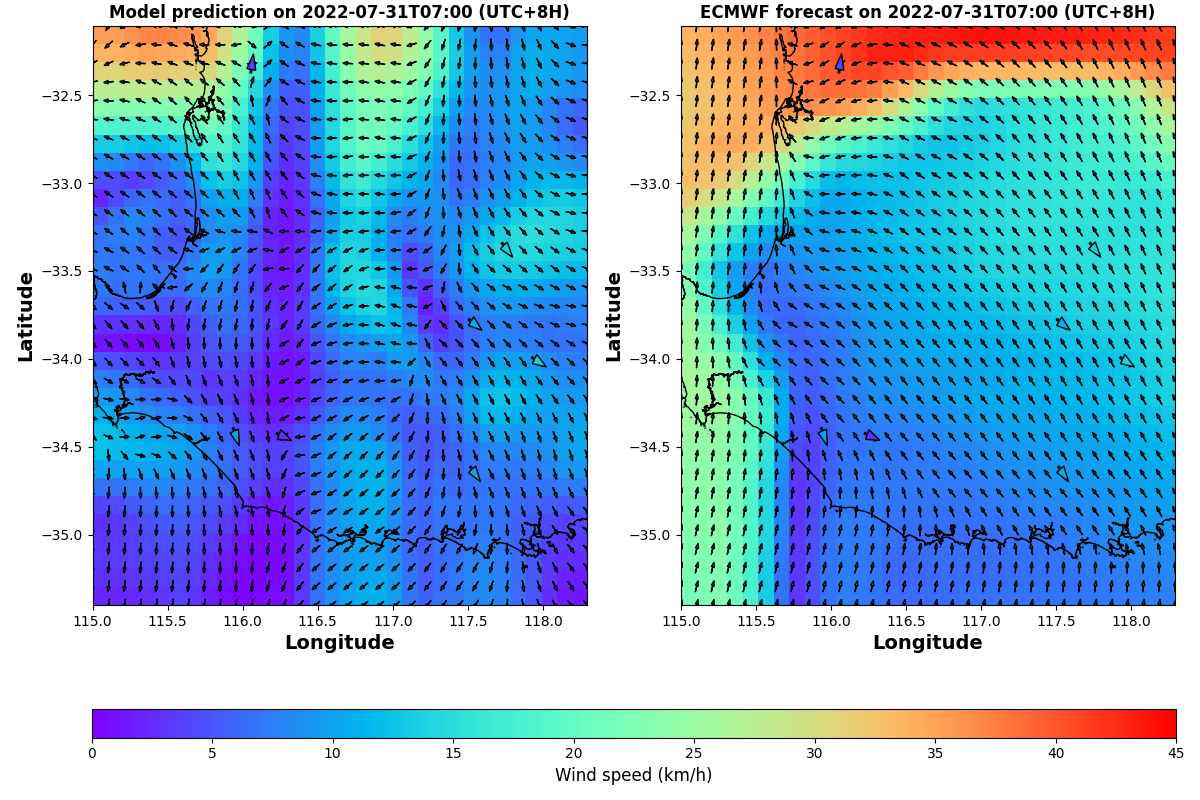 Model prediction on 2022-07-31T07:00 (UTC+8H) ECMWF forecast on 2022-07-31T07:00 (UTC+8H)
−32.5 −32.5
−33.0 −33.0
−33.5 −33.5
−34.0 −34.0
−34.5 −34.5
−35.0 −35.0
Latitude Latitude
115.0 115.5 116.0 116.5 117.0 117.5 118.0 115.0 115.5 116.0 116.5 117.0 117.5 118.0
Longitude Longitude
0 5 10 15 20 25 30 35 40 45
Wind speed (km/h)